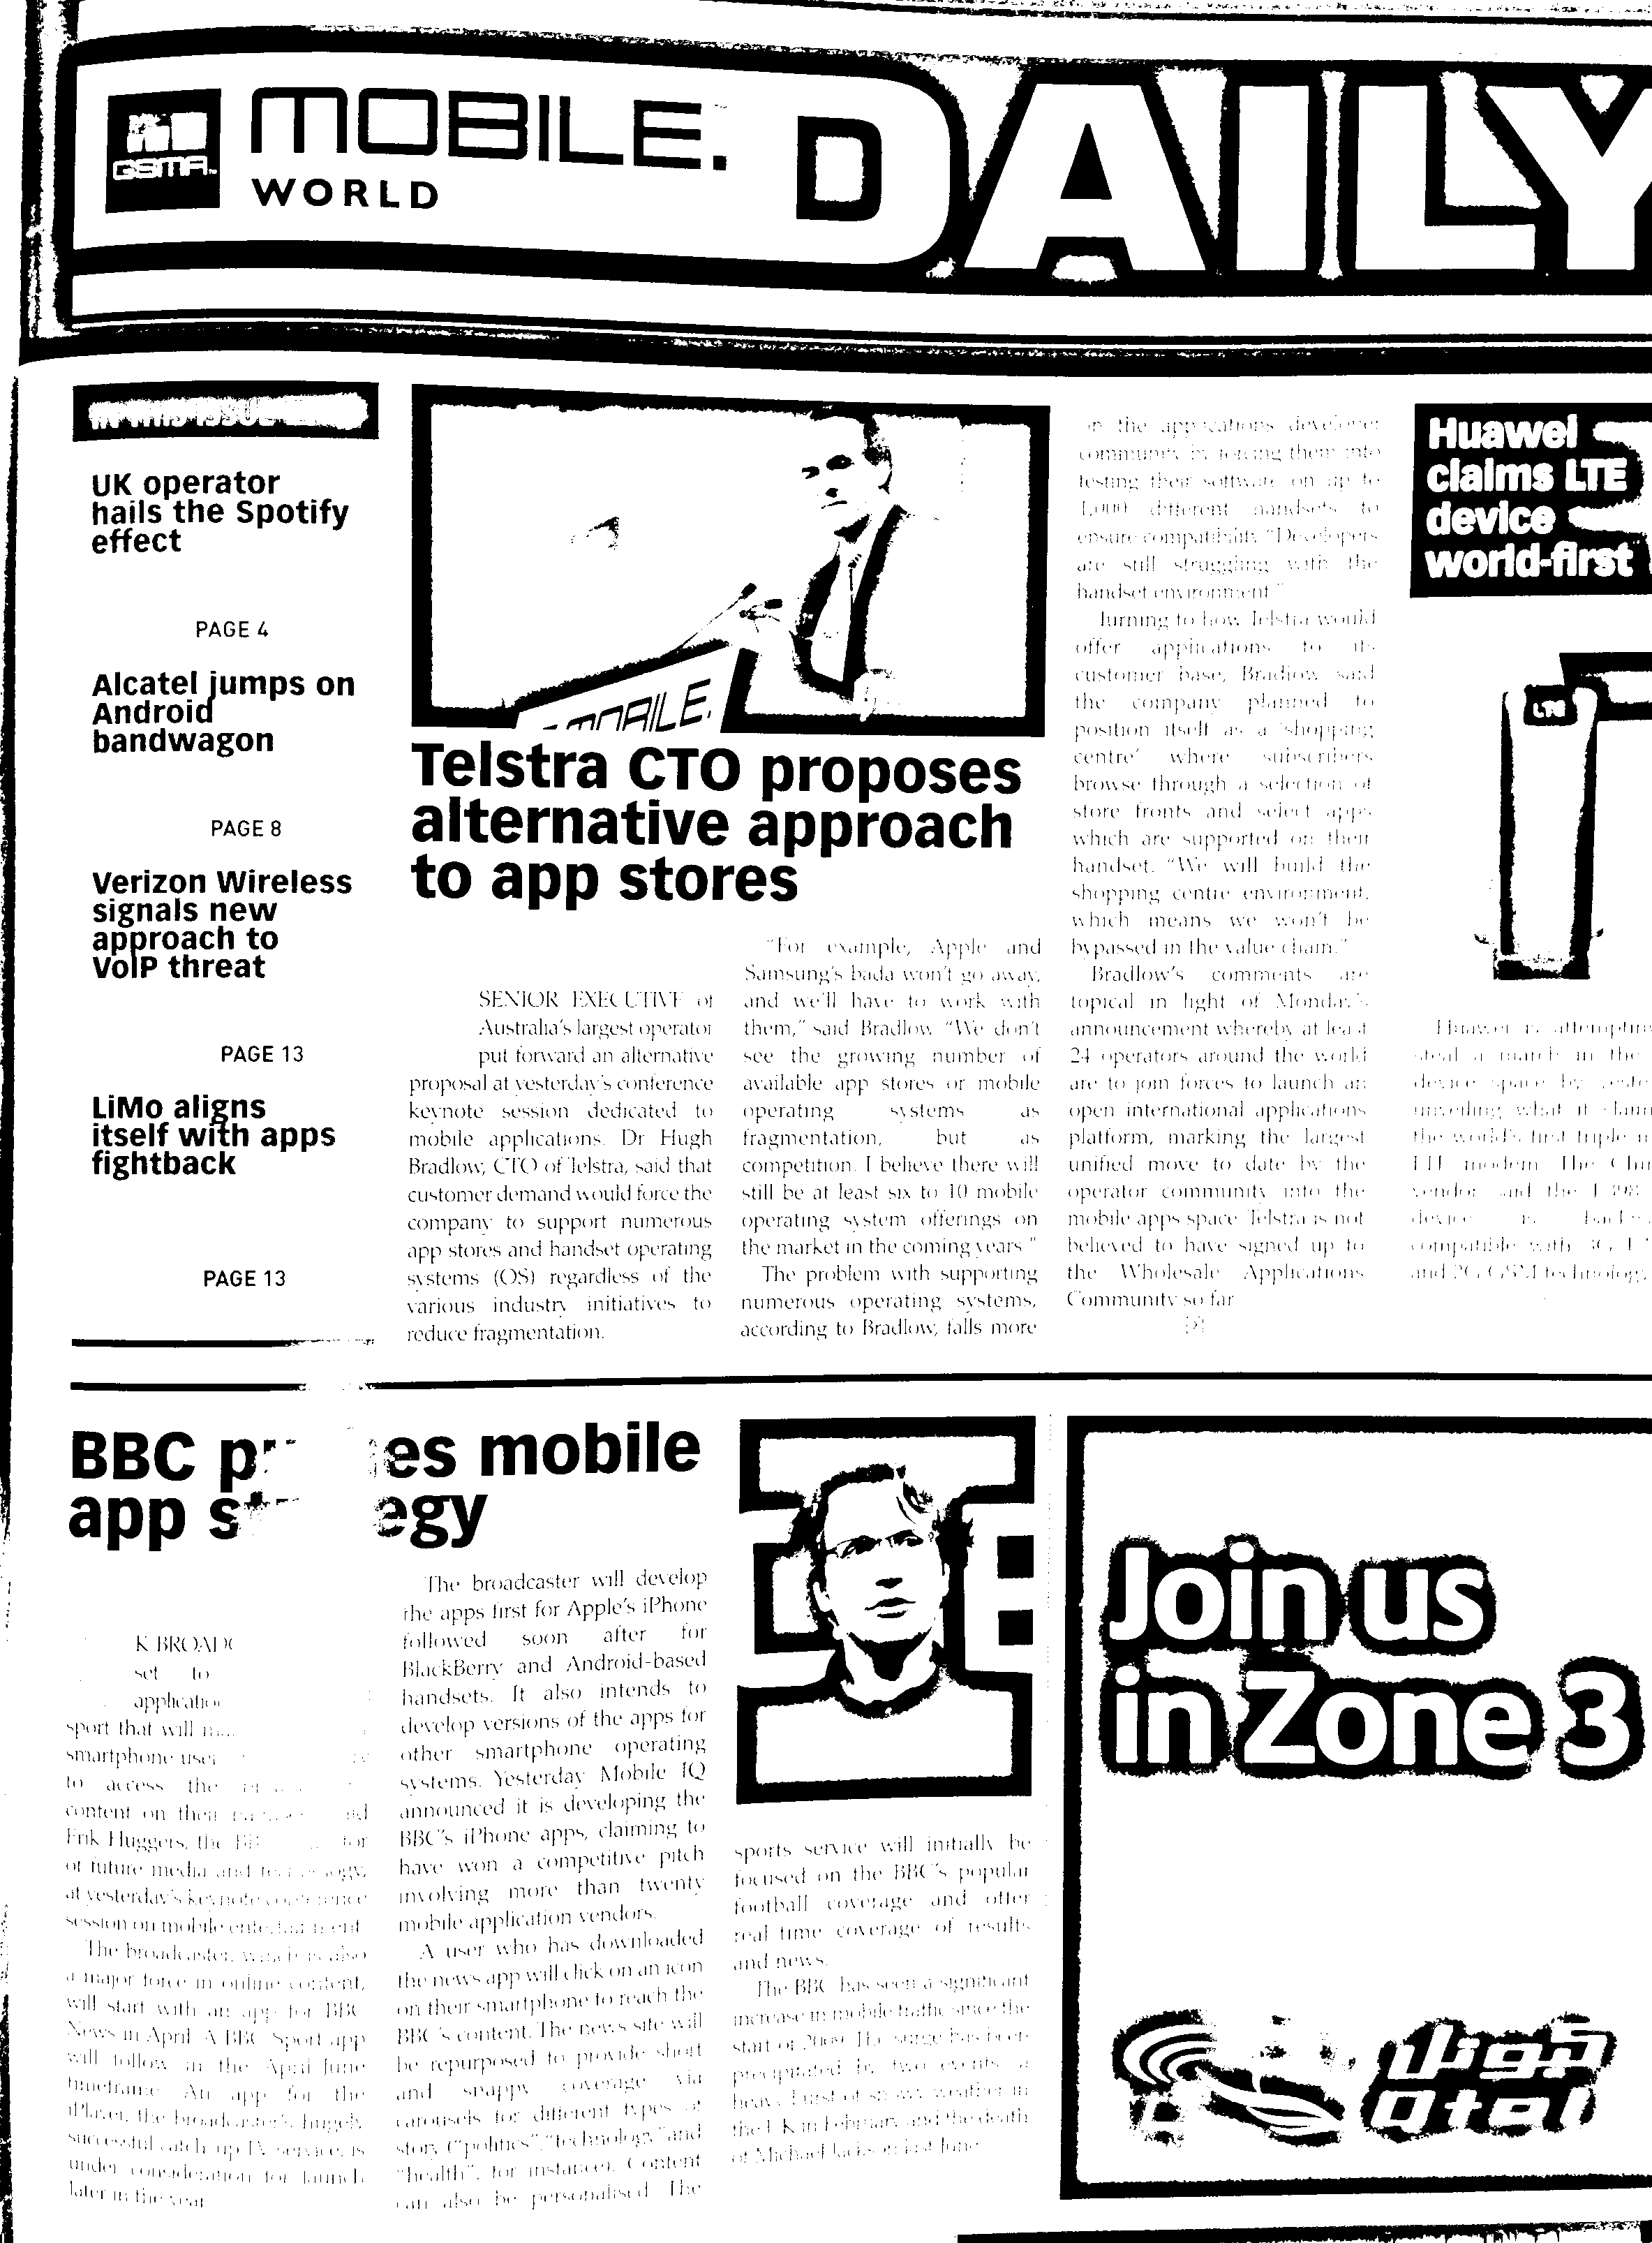 GSMA
MOBILE.
WORLD
DAILY
IN THIS ISSUE
UK operator
hails the Spotify
effect
PAGE 4
Alcatel jumps on
Android
bandwagon
PAGE 8
Verizon Wireless
signals new
approach to
VoIP threat
PAGE 13
LiMo aligns
itself with apps
fightback
PAGE 13
Telstra CTO proposes
alternative approach
to app stores
SENIOR EXECUTIVE of
Australia's largest operator
put forward an alternative
proposal at yesterday's conference
keynote session dedicated to
mobile applications. Dr Hugh
Bradlow, CTO of Telstra, said that
customer demand would force the
company to support numerous
app stores and handset operating
systems (OS) regardless of the
various industry initiatives to
reduce fragmentation.
"For example, Apple and
Samsung's bada won't go away,
and we'll have to work with
them," said Bradlow. "We don't
see the growing number of
available app stores or mobile
operating systems as
fragmentation, but as
competition. I believe there will
still be at least six to 10 mobile
operating system offerings on
the market in the coming years."
The problem with supporting
numerous operating systems,
according to Bradlow, falls more
on the applications developer
community by forcing them into
testing their software on up to
1,000 different handsets to
ensure compatibility. "Developers
are still struggling with the
handset environment."
Turning to how Telstra would
offer applications to its
customer base, Bradlow said
the company planned to
position itself as a 'shopping
centre' where subscribers
browse through a selection of
store fronts and select apps
which are supported on their
handset. "We will build the
shopping centre environment,
which means we won't be
bypassed in the value chain."
Bradlow's comments are
topical in light of Monday's
announcement whereby at least
24 operators around the world
are to join forces to launch an
open international applications
platform, marking the largest
unified move to date by the
operator community into the
mobile apps space. Telstra is not
believed to have signed up to
the Wholesale Applications
Community so far.
Huawei
claims LTE
device
world-first
LTE
Huawei is attempting
steal a march in the
device space by
unveiling what it claims
the world's first triple
LTE modem. The
vendor said the
device is
compatible with 3G
and 2G GSM technology
BBC es mobile
app egy
K BROADC
set to
application
sport that will
smartphone user
to access the
content on their
Erik Huggers, the BB
of future media and technology,
at yesterday's keynote conference
session on mobile entertainment.
The broadcaster, which is also
a major force in online content,
will start with an app for BBC
News in April. A BBC Sport app
will follow in the April-June
timeframe. An app for the
iPlayer, the broadcaster's hugely
successful catch-up TV service, is
under consideration for launch
later in the year.
The broadcaster will develop
the apps first for Apple's iPhone
followed soon after for
BlackBerry and Android-based
handsets. It also intends to
develop versions of the apps for
other smartphone operating
systems. Yesterday Mobile IQ
announced it is developing the
BBC's iPhone apps, claiming to
have won a competitive pitch
involving more than twenty
mobile application vendors.
A user who has downloaded
the news app will click on an icon
on their smartphone to reach the
BBC's content. The news site will
be repurposed to provide short
and snappy coverage via
carousels for different types of
story ("politics", "technology" and
"health", for instance). Content
can also be personalised. The
sports service will initially be
focused on the BBC's popular
football coverage and offer
real time coverage of results
and news.
The BBC has seen a significant
increase in mobile traffic since the
start of 2009. The surge has been
precipitated by two events: a
heavy burst of snowy weather in
the UK in February and the death
of Michael Jackson last June.
Join us
in Zone 3
كيوتل
Qtel